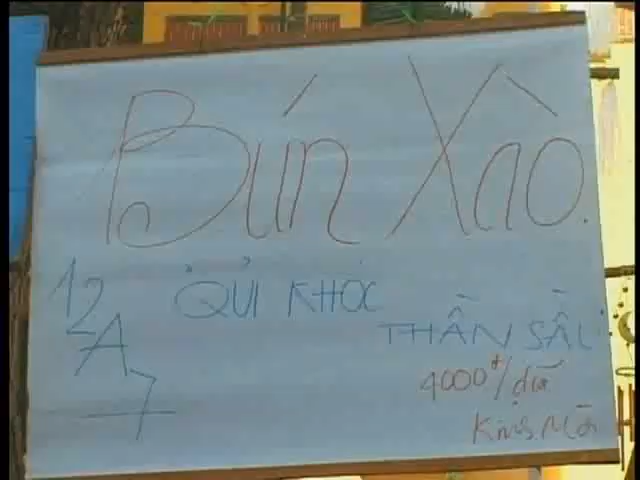 Bún Xào.
12A7
QUỈ KHÓC
THẦN SẦU
4000đ/dĩa
Kính Mời